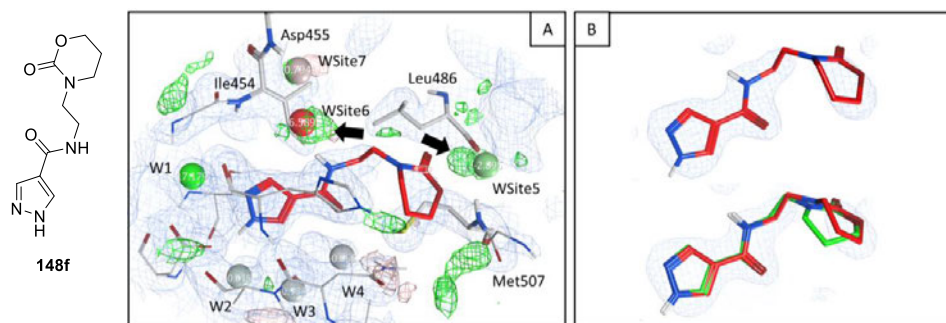 O
O
N
O
NH
N
N
H
148f
A
Asp455
WSite7
Leu486
Ile454
WSite6
W1
WSite5
Met507
W4
W2
W3
B